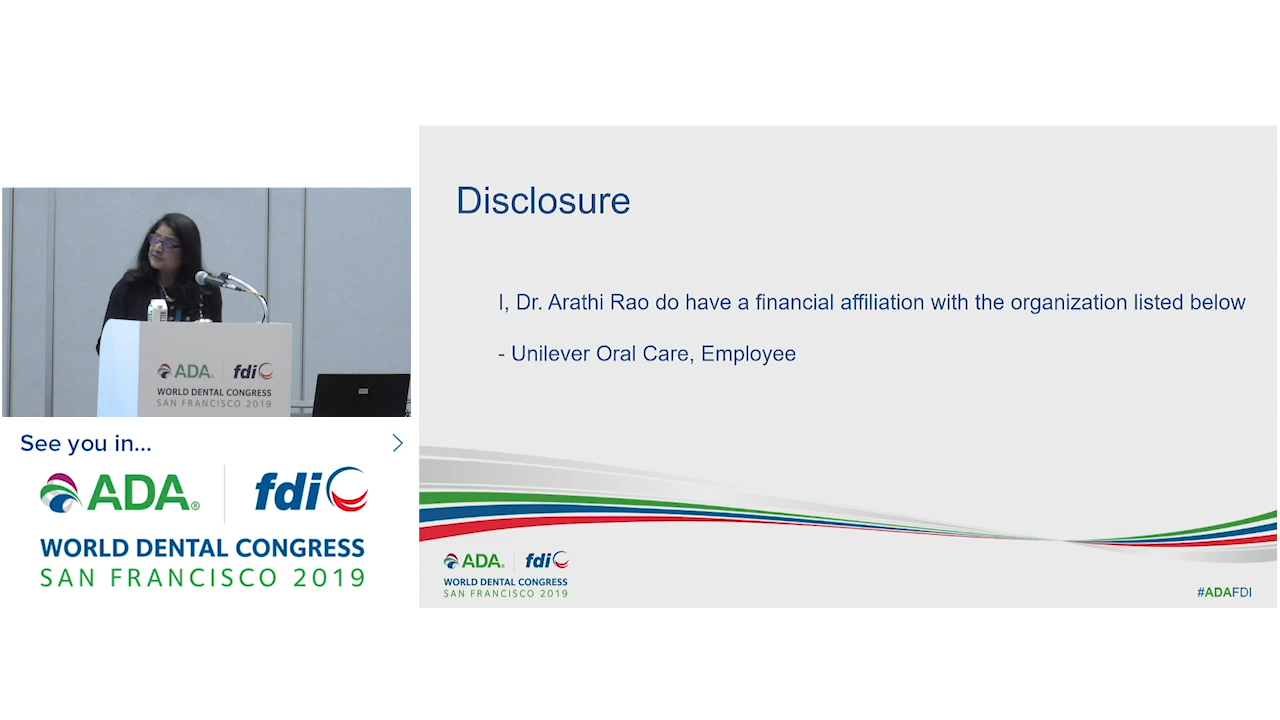 Disclosure
I, Dr. Arathi Rao do have a financial affiliation with the organization listed below
- Unilever Oral Care, Employee
ADA® fdi
WORLD DENTAL CONGRESS
SAN FRANCISCO 2019
#ADAFDI
ADA® fdi
WORLD DENTAL CONGRESS
SAN FRANCISCO 2019
See you in...
ADA® fdi
WORLD DENTAL CONGRESS
SAN FRANCISCO 2019